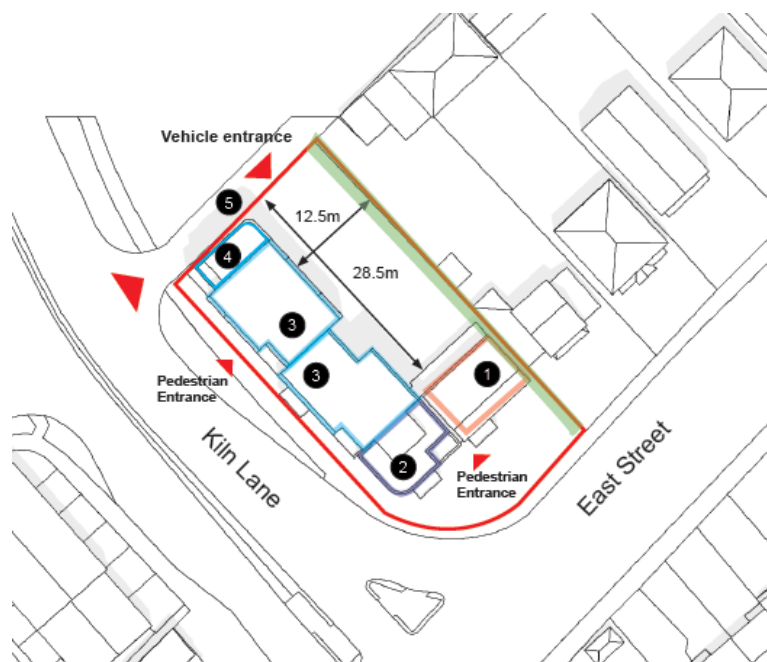 Vehicle entrance
5
12.5m
4
28.5m
3
3
1
Pedestrian
Entrance
Kiln Lane
2
Pedestrian
Entrance
East Street